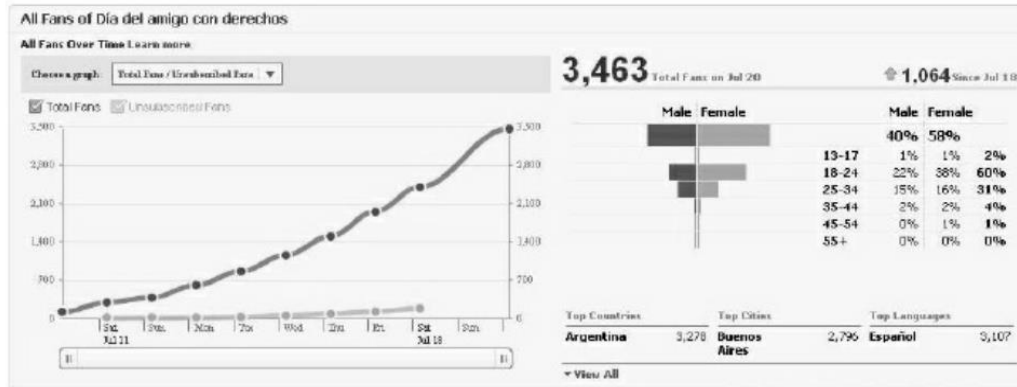 All Fans of Día del amigo con derechos
All Fans Over Time Learn more
Choose a graph: Total Fans / Unsubscribed Fans
Total Fans Unsubscribed Fans
3,500 3,500
2,800 2,800
2,100 2,100
1,400 1,400
700 700
0 0
Sat Sun Mon Tue Wed Thu Fri Sat Sun
Jul 11 Jul 18
3,463 Total Fans on Jul 20
1,064 Since Jul 18
Male Female Male Female
40% 58%
13-17 1% 1% 2%
18-24 22% 38% 60%
25-34 15% 16% 31%
35-44 2% 2% 4%
45-54 0% 1% 1%
55+ 0% 0% 0%
Top Countries Top Cities Top Languages
Argentina 3,278 Buenos Aires 2,795 Español 3,107
View All